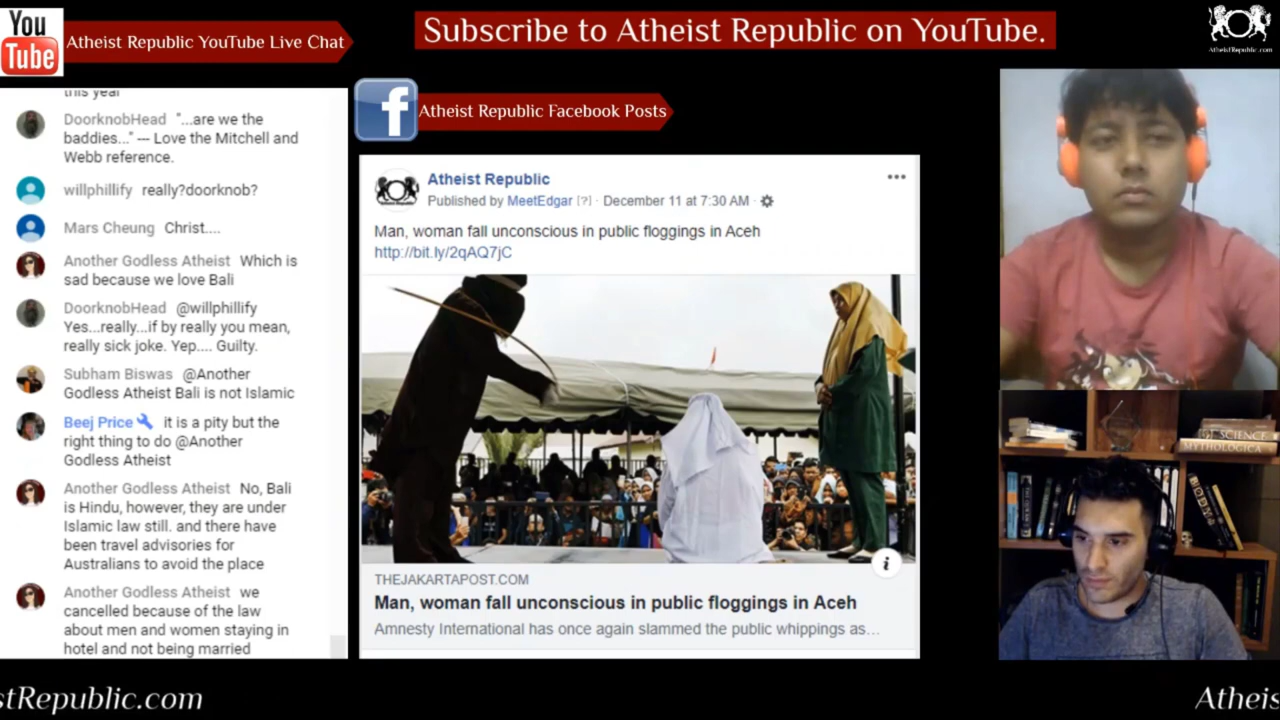 You
Tube
Atheist Republic YouTube Live Chat
Subscribe to Atheist Republic on YouTube.
AtheistRepublic.com
Atheist Republic Facebook Posts
this year
DoorknobHead "...are we the
baddies..." –– Love the Mitchell and
Webb reference.
willphillify really?doorknob?
Mars Cheung Christ....
Another Godless Atheist Which is
sad because we love Bali
DoorknobHead @willphillify
Yes...really...if by really you mean,
really sick joke. Yep.... Guilty.
Subham Biswas @Another
Godless Atheist Bali is not Islamic
Beej Price it is a pity but the
right thing to do @Another
Godless Atheist
Another Godless Atheist No, Bali
is Hindu, however, they are under
Islamic law still. and there have
been travel advisories for
Australians to avoid the place
Another Godless Atheist we
cancelled because of the law
about men and women staying in
hotel and not being married
f
Atheist Republic
Published by MeetEdgar [?] · December 11 at 7:30 AM ·
Man, woman fall unconscious in public floggings in Aceh
http://bit.ly/2qAQ7jC
i
THEJAKARTAPOST.COM
Man, woman fall unconscious in public floggings in Aceh
Amnesty International has once again slammed the public whippings as...
SCIENCE
MYTHOLOGICA
BODY
stRepublic.com
Atheis